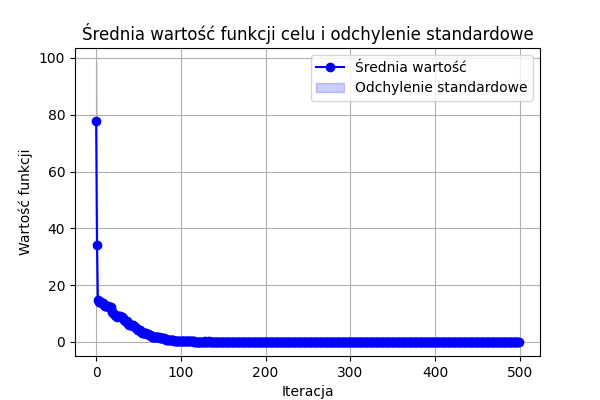 Średnia wartość funkcji celu i odchylenie standardowe
Średnia wartość
Odchylenie standardowe
Wartość funkcji
100
80
60
40
20
0
0 100 200 300 400 500
Iteracja